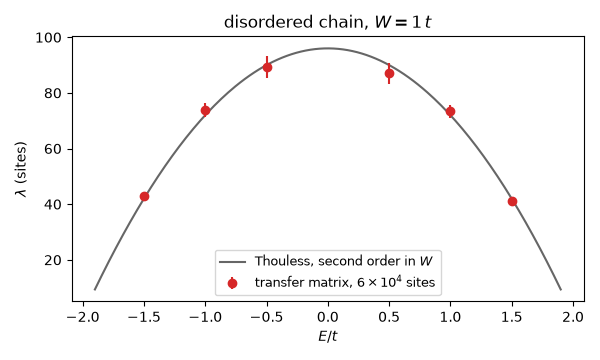 disordered chain, W = 1 t
100
80
60
40
20
λ (sites)
Thouless, second order in W
transfer matrix, 6 × 10⁴ sites
−2.0 −1.5 −1.0 −0.5 0.0 0.5 1.0 1.5 2.0
E/t